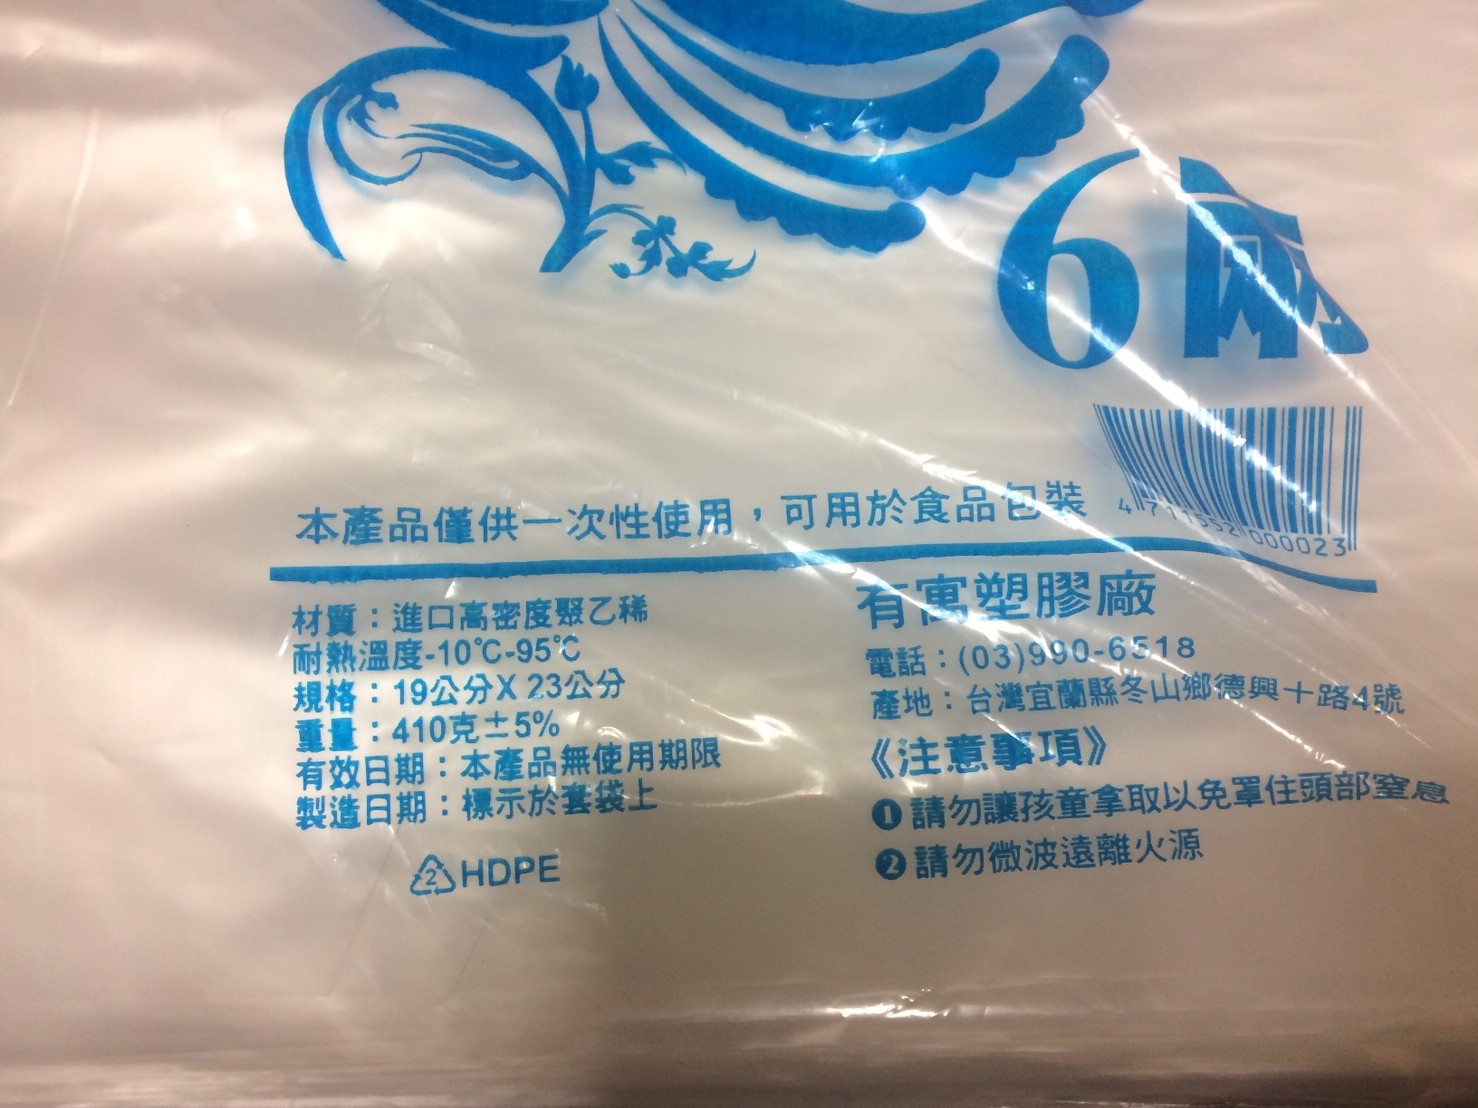 6兩
4711552000023
本產品僅供一次性使用，可用於食品包裝
材質：進口高密度聚乙稀
耐熱溫度-10℃-95℃
規格：19公分X 23公分
重量：410克±5%
有效日期：本產品無使用期限
製造日期：標示於套袋上
2 HDPE
有寓塑膠廠
電話：(03)990-6518
產地：台灣宜蘭縣冬山鄉德興十路4號
《注意事項》
❶請勿讓孩童拿取以免罩住頭部窒息
❷請勿微波遠離火源